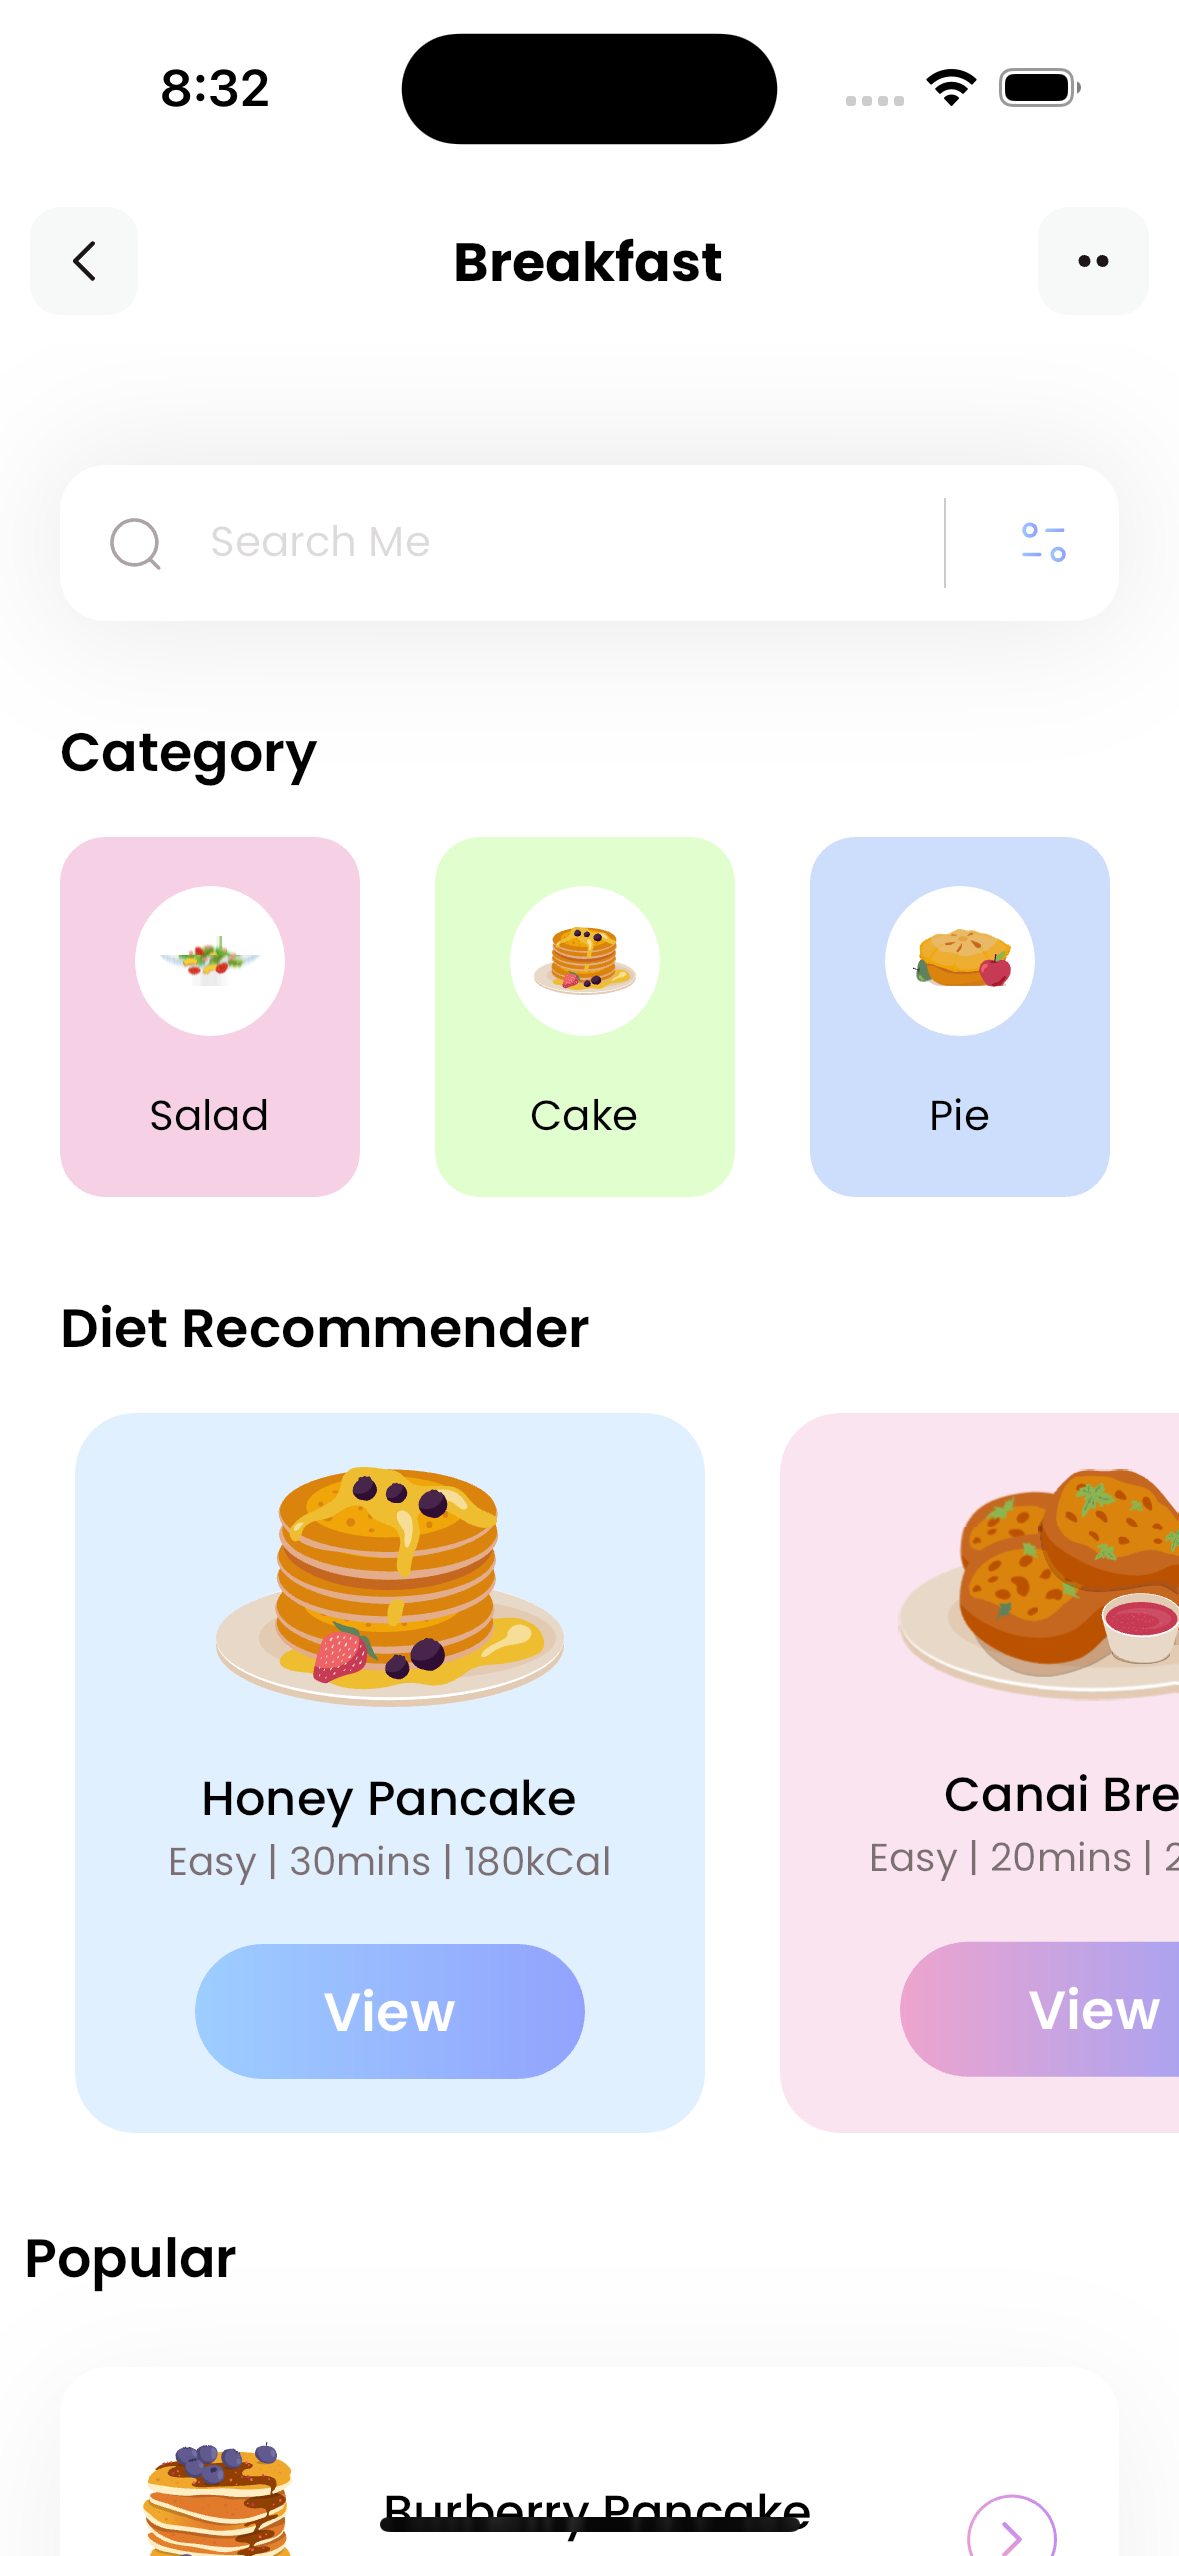 8:32
Breakfast
Search Me
Category
Salad
Cake
Pie
Diet Recommender
Honey Pancake
Easy | 30mins | 180kCal
View
Canai Bre
Easy | 20mins | 2
View
Popular
Burberry Pancake